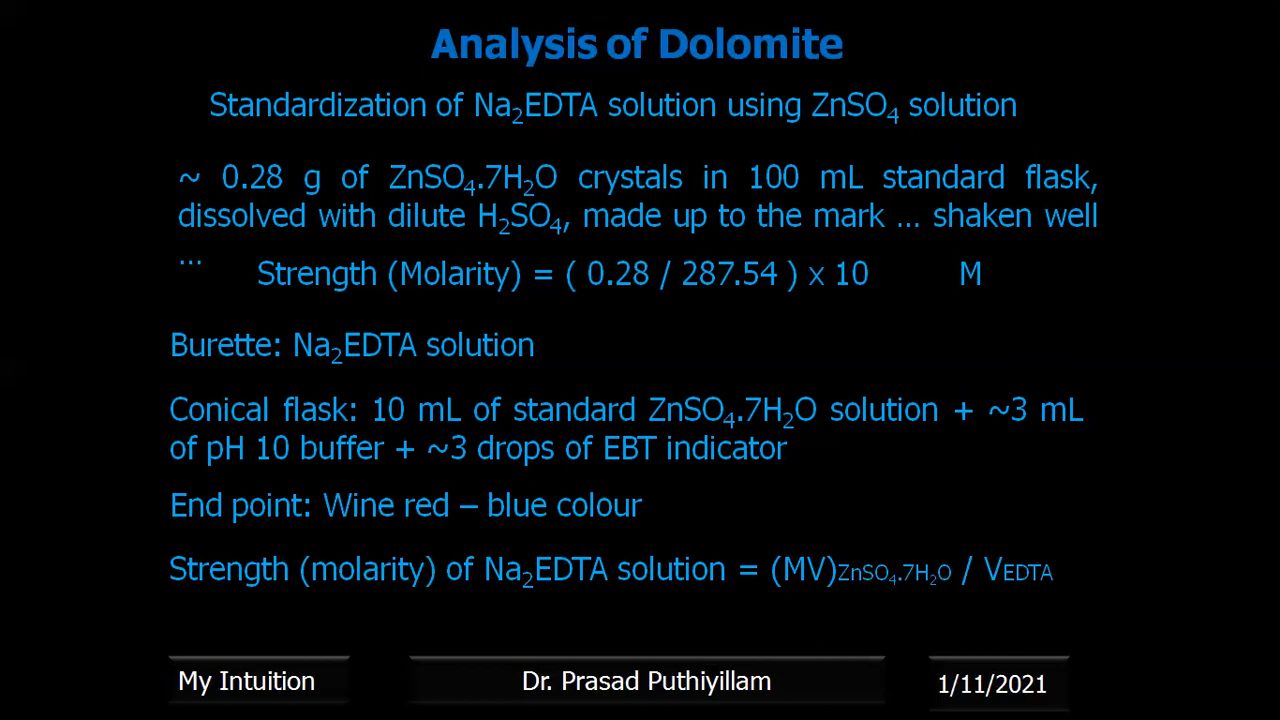 Analysis of Dolomite
Standardization of Na₂EDTA solution using ZnSO₄ solution
~ 0.28 g of ZnSO₄.7H₂O crystals in 100 mL standard flask,
dissolved with dilute H₂SO₄, made up to the mark ... shaken well
...
Strength (Molarity) = ( 0.28 / 287.54 ) x 10 M
Burette: Na₂EDTA solution
Conical flask: 10 mL of standard ZnSO₄.7H₂O solution + ~3 mL
of pH 10 buffer + ~3 drops of EBT indicator
End point: Wine red – blue colour
Strength (molarity) of Na₂EDTA solution = (MV)ZnSO₄.7H₂O / VEDTA
My Intuition
Dr. Prasad Puthiyillam
1/11/2021